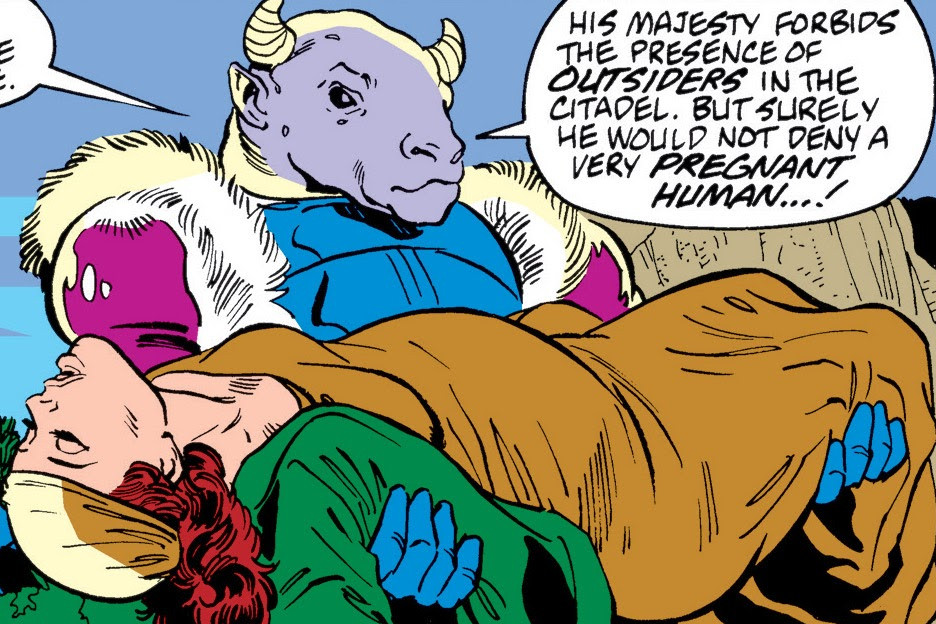 E
E.
HIS MAJESTY FORBIDS
THE PRESENCE OF
OUTSIDERS IN THE
CITADEL. BUT SURELY
HE WOULD NOT DENY A
VERY PREGNANT
HUMAN....!